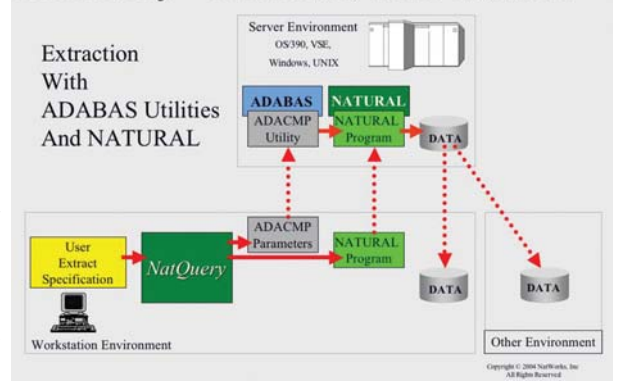 Extraction
With
ADABAS Utilities
And NATURAL
Server Environment
OS/390, VSE,
Windows, UNIX
ADABAS
NATURAL
ADACMP
Utility
NATURAL
Program
DATA
ADACMP
Parameters
User
Extract
Specification
NatQuery
NATURAL
Program
DATA
DATA
Workstation Environment
Other Environment
Copyright © 2004 NatWorks, Inc
All Rights Reserved